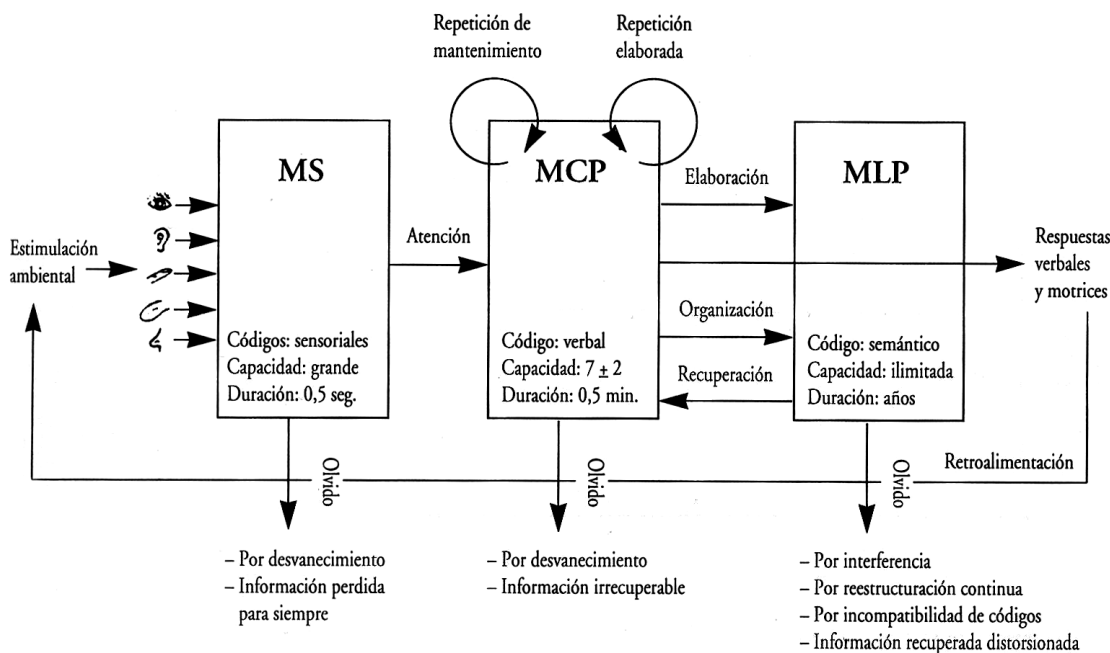 Repetición de
mantenimiento
Repetición
elaborada
MS
MCP
MLP
Elaboración
Estimulación
ambiental
Atención
Respuestas
verbales
y motrices
Organización
Códigos: sensoriales
Capacidad: grande
Duración: 0,5 seg.
Código: verbal
Capacidad: 7 ± 2
Duración: 0,5 min.
Recuperación
Código: semántico
Capacidad: ilimitada
Duración: años
Retroalimentación
Olvido
Olvido
Olvido
– Por desvanecimiento
– Información perdida
para siempre
– Por desvanecimiento
– Información irrecuperable
– Por interferencia
– Por reestructuración continua
– Por incompatibilidad de códigos
– Información recuperada distorsionada